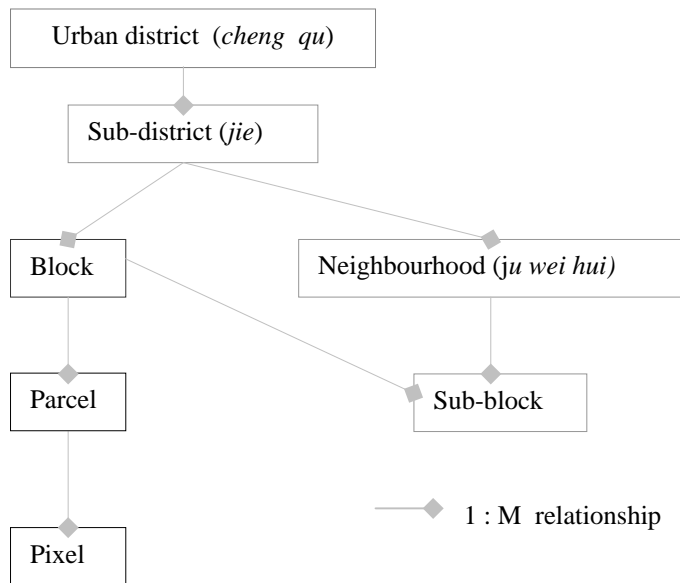 Urban district (cheng qu)
Sub-district (jie)
Block
Neighbourhood (ju wei hui)
Parcel
Sub-block
1 : M relationship
Pixel